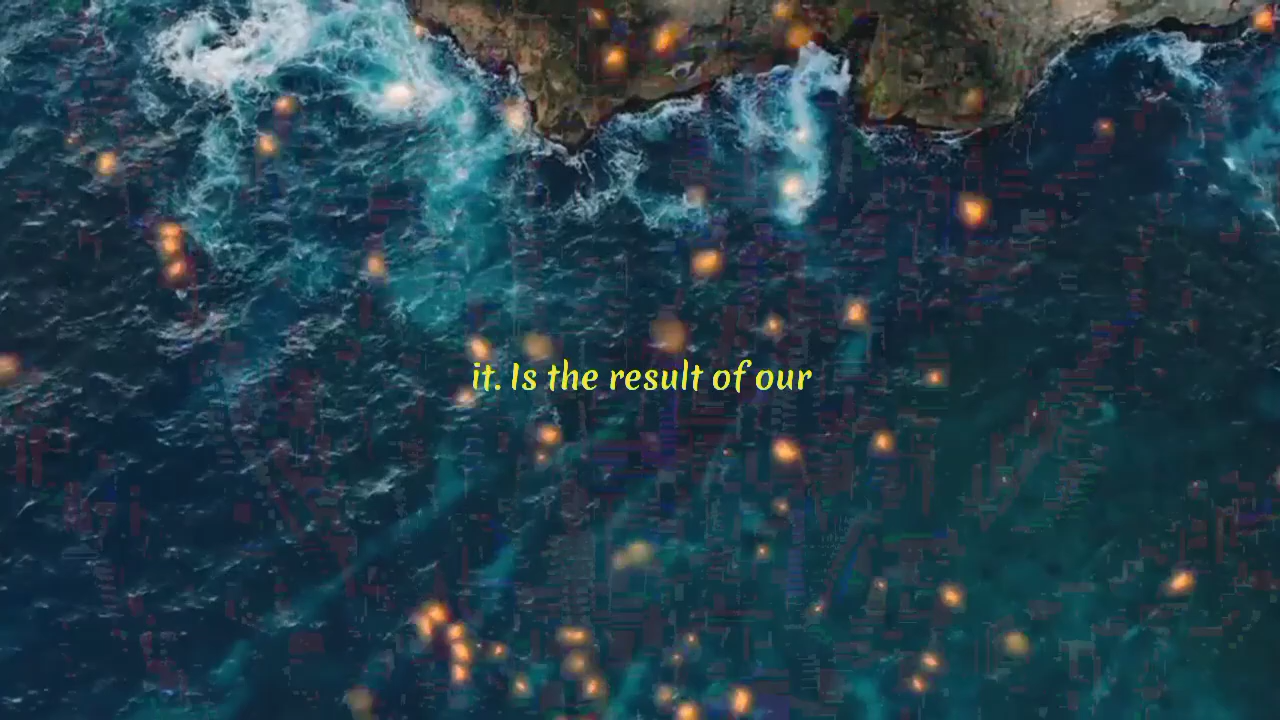 it. Is the result of our